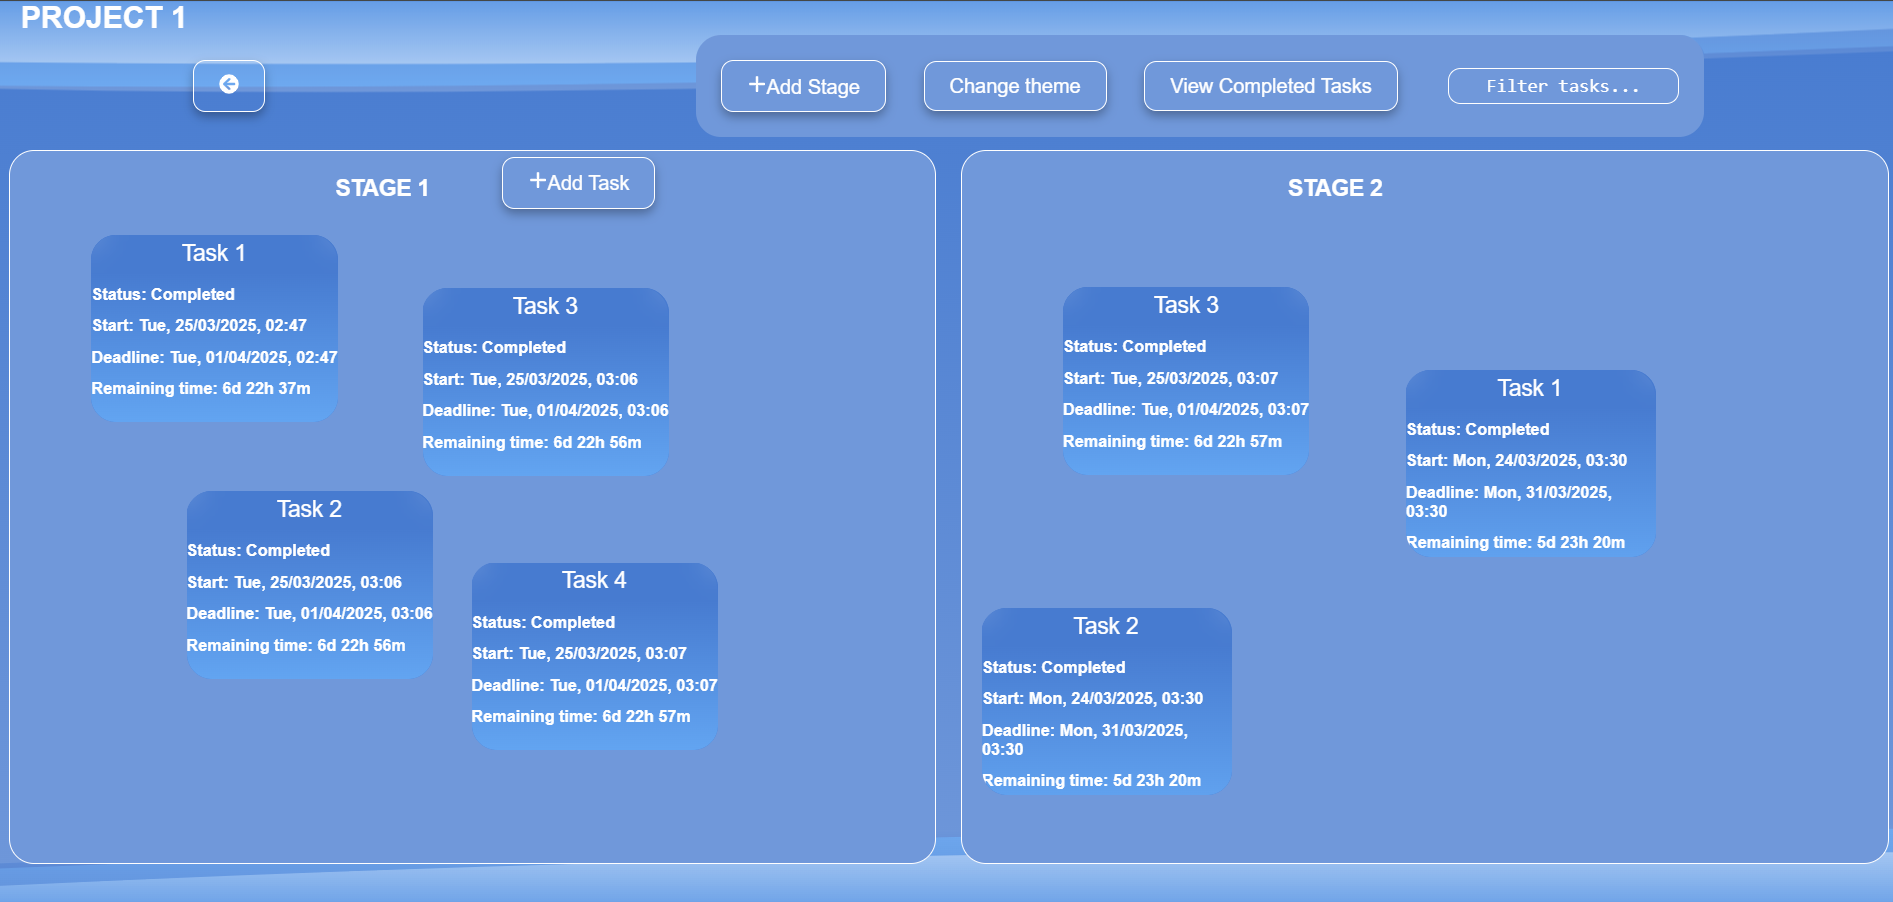 PROJECT 1
+Add Stage
Change theme
View Completed Tasks
Filter tasks...
STAGE 1
+Add Task
Task 1
Status: Completed
Start: Tue, 25/03/2025, 02:47
Deadline: Tue, 01/04/2025, 02:47
Remaining time: 6d 22h 37m
Task 3
Status: Completed
Start: Tue, 25/03/2025, 03:06
Deadline: Tue, 01/04/2025, 03:06
Remaining time: 6d 22h 56m
Task 2
Status: Completed
Start: Tue, 25/03/2025, 03:06
Deadline: Tue, 01/04/2025, 03:06
Remaining time: 6d 22h 56m
Task 4
Status: Completed
Start: Tue, 25/03/2025, 03:07
Deadline: Tue, 01/04/2025, 03:07
Remaining time: 6d 22h 57m
STAGE 2
Task 3
Status: Completed
Start: Tue, 25/03/2025, 03:07
Deadline: Tue, 01/04/2025, 03:07
Remaining time: 6d 22h 57m
Task 1
Status: Completed
Start: Mon, 24/03/2025, 03:30
Deadline: Mon, 31/03/2025,
03:30
Remaining time: 5d 23h 20m
Task 2
Status: Completed
Start: Mon, 24/03/2025, 03:30
Deadline: Mon, 31/03/2025,
03:30
Remaining time: 5d 23h 20m